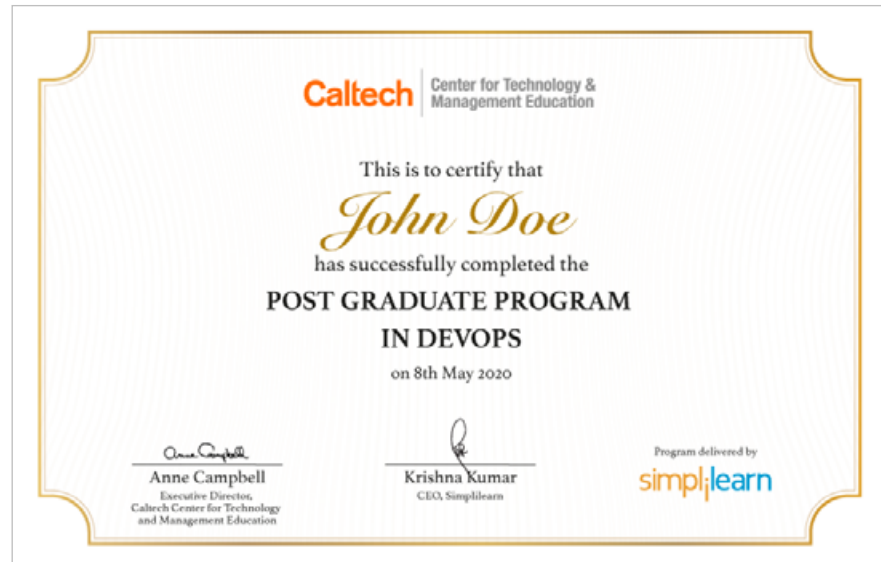 Caltech
Center for Technology &
Management Education
This is to certify that
John Doe
has successfully completed the
POST GRADUATE PROGRAM
IN DEVOPS
on 8th May 2020
Anne Campbell
Anne Campbell
Executive Director,
Caltech Center for Technology
and Management Education
Krishna Kumar
CEO, Simplilearn
Program delivered by
simplilearn